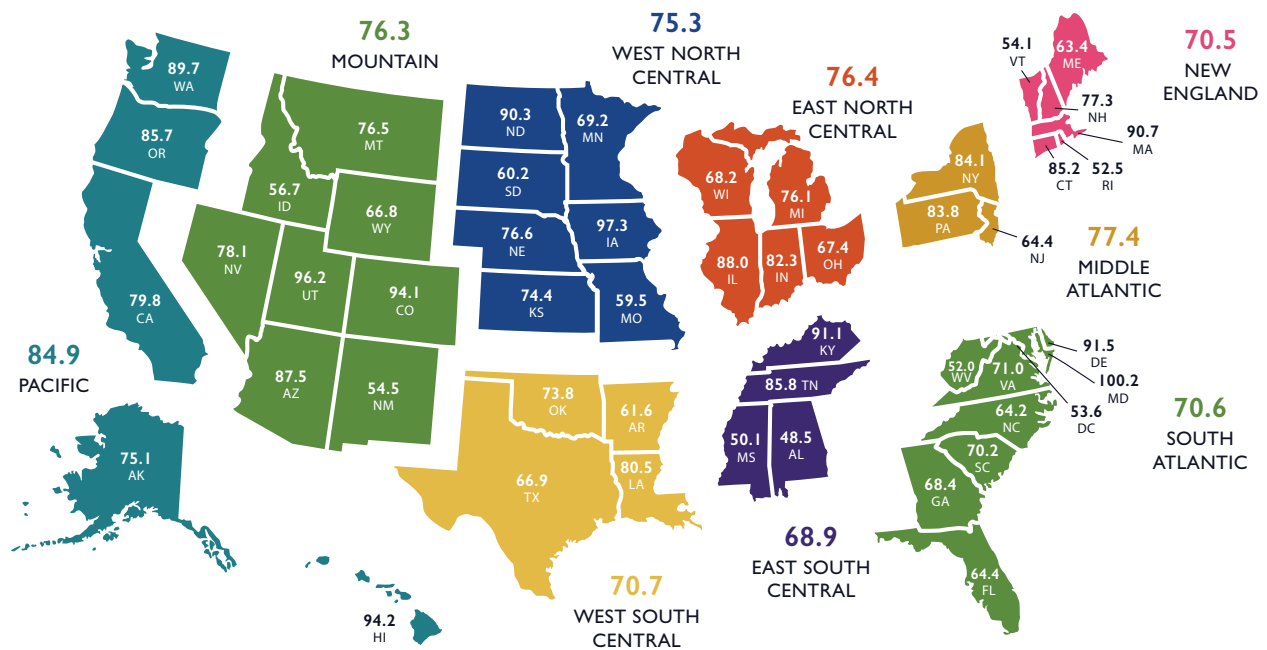 84.9
PACIFIC
89.7
WA
85.7
OR
79.8
CA
75.1
AK
94.2
HI
76.3
MOUNTAIN
76.5
MT
56.7
ID
66.8
WY
78.1
NV
96.2
UT
94.1
CO
87.5
AZ
54.5
NM
75.3
WEST NORTH
CENTRAL
90.3
ND
69.2
MN
60.2
SD
76.6
NE
97.3
IA
74.4
KS
59.5
MO
70.7
WEST SOUTH
CENTRAL
73.8
OK
61.6
AR
66.9
TX
80.5
LA
76.4
EAST NORTH
CENTRAL
68.2
WI
76.1
MI
88.0
IL
82.3
IN
67.4
OH
68.9
EAST SOUTH
CENTRAL
91.1
KY
85.8 TN
50.1
MS
48.5
AL
70.5
NEW
ENGLAND
54.1
VT
63.4
ME
77.3
NH
90.7
MA
85.2
CT
52.5
RI
77.4
MIDDLE
ATLANTIC
84.1
NY
83.8
PA
64.4
NJ
70.6
SOUTH
ATLANTIC
91.5
DE
100.2
MD
53.6
DC
52.0
WV
71.0
VA
64.2
NC
70.2
SC
68.4
GA
64.4
FL